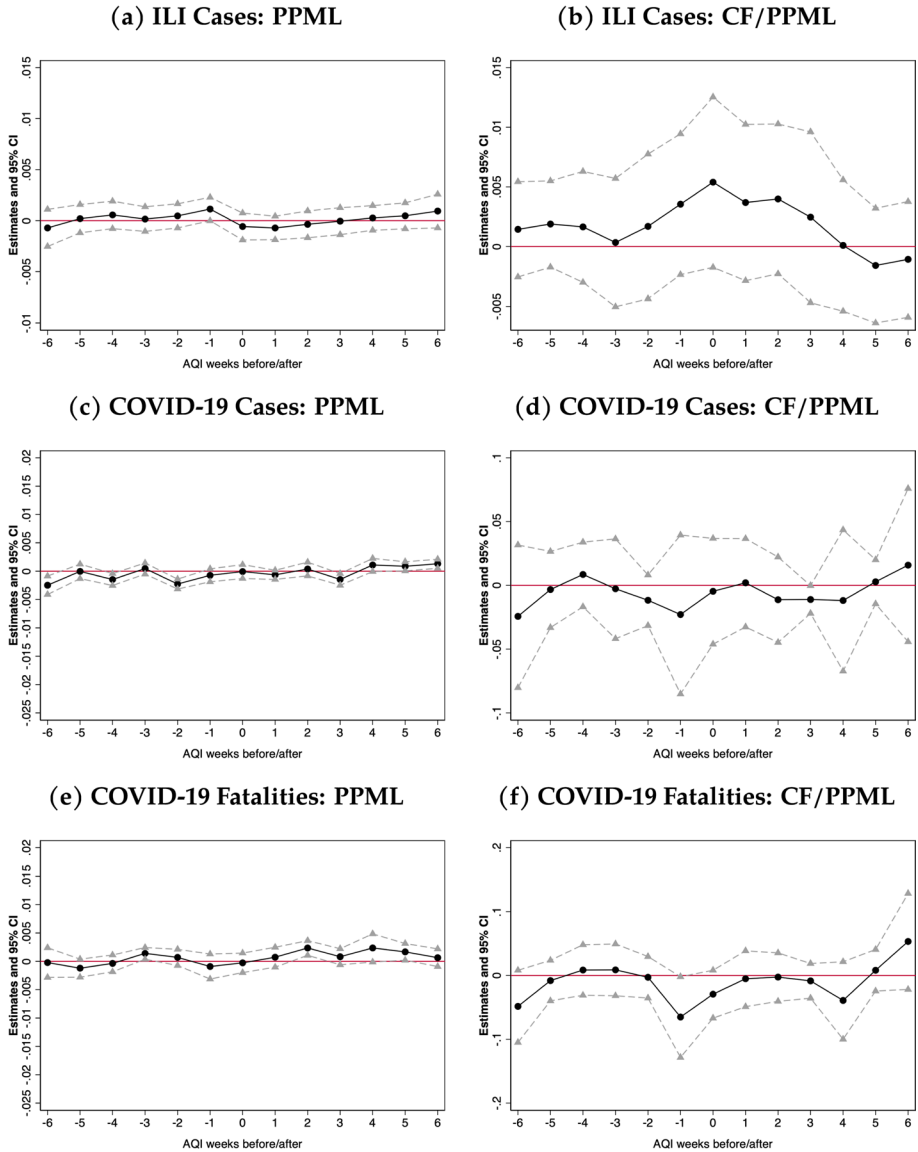 (a) ILI Cases: PPML
(b) ILI Cases: CF/PPML
Estimates and 95% CI
-.01 -.005 0 .005 .01 .015
-6 -5 -4 -3 -2 -1 0 1 2 3 4 5 6
AQI weeks before/after
Estimates and 95% CI
-.005 0 .005 .01 .015
-6 -5 -4 -3 -2 -1 0 1 2 3 4 5 6
AQI weeks before/after
(c) COVID-19 Cases: PPML
(d) COVID-19 Cases: CF/PPML
Estimates and 95% CI
-.025 -.02 -.015 -.01 -.005 0 .005 .01 .015 .02
-6 -5 -4 -3 -2 -1 0 1 2 3 4 5 6
AQI weeks before/after
Estimates and 95% CI
-.1 -.05 0 .05 .1
-6 -5 -4 -3 -2 -1 0 1 2 3 4 5 6
AQI weeks before/after
(e) COVID-19 Fatalities: PPML
(f) COVID-19 Fatalities: CF/PPML
Estimates and 95% CI
-.025 -.02 -.015 -.01 -.005 0 .005 .01 .015 .02
-6 -5 -4 -3 -2 -1 0 1 2 3 4 5 6
AQI weeks before/after
Estimates and 95% CI
-.2 -.1 0 .1 .2
-6 -5 -4 -3 -2 -1 0 1 2 3 4 5 6
AQI weeks before/after